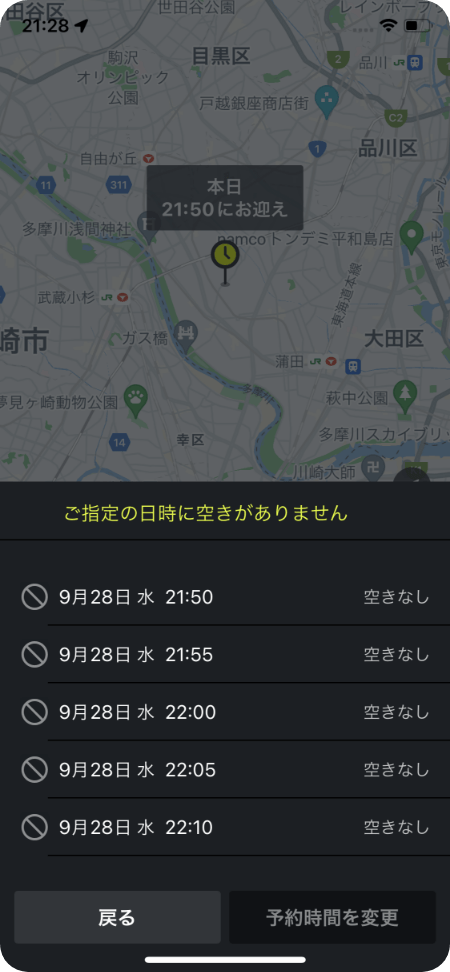 田谷区
世田谷公園
レインボーブ
21:28
駒沢
オリンピック
公園
目黒区
2
品川 JR
戸越銀座商店街
C2
1
品川区
自由が丘
11
311
本日
21:50にお迎え
多摩川浅間神社
namcoトンデミ平和島店
東京モノレール
武蔵小杉 JR
東海道本線
崎市
ガス橋
大田区
蒲田 JR
多摩川
夢見ヶ崎動物公園
萩中公園
14
幸区
多摩川スカイブリッ
川崎大師
ご指定の日時に空きがありません
9月28日 水 21:50 空きなし
9月28日 水 21:55 空きなし
9月28日 水 22:00 空きなし
9月28日 水 22:05 空きなし
9月28日 水 22:10 空きなし
戻る
予約時間を変更